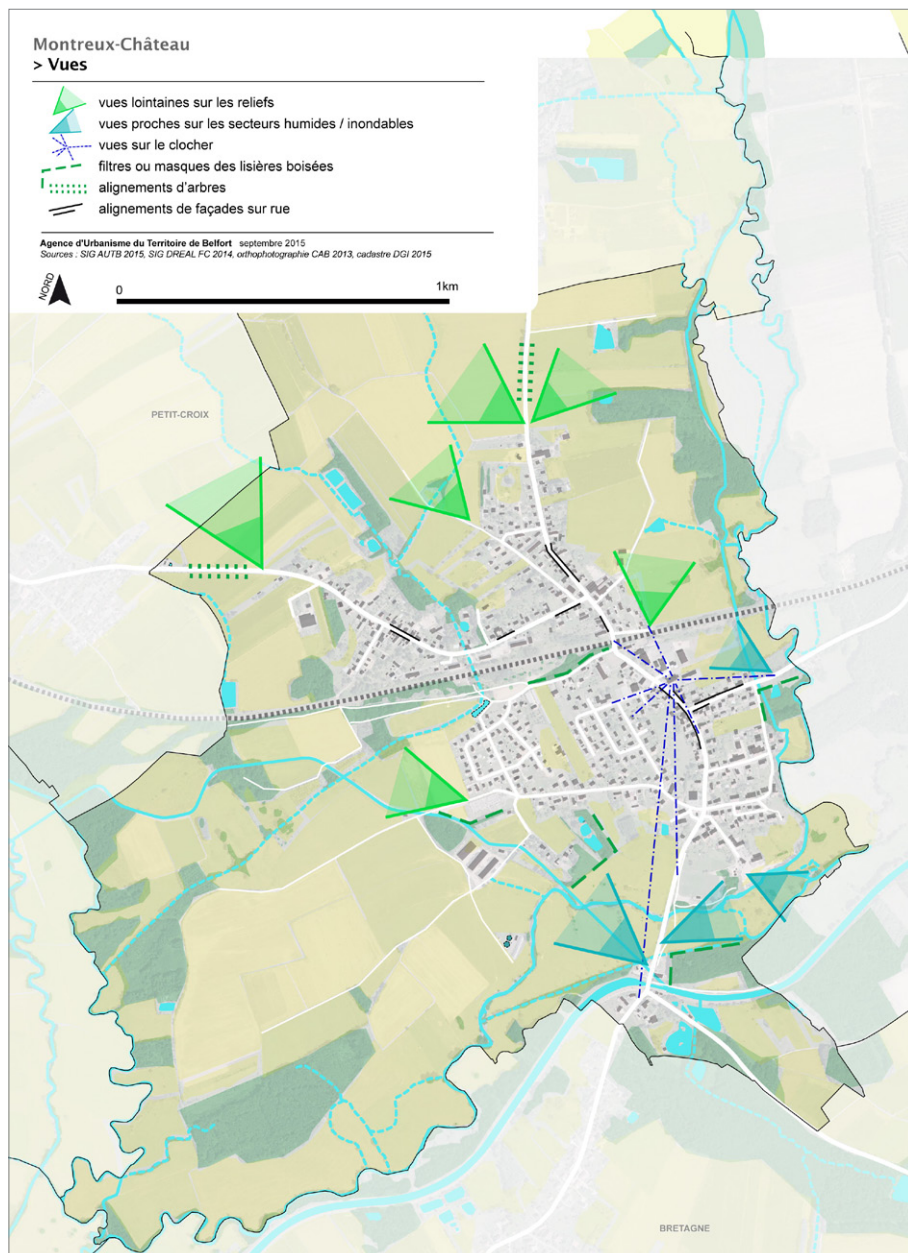 Montreux-Château
> Vues
vues lointaines sur les reliefs
vues proches sur les secteurs humides / inondables
vues sur le clocher
filtres ou masques des lisières boisées
alignements d'arbres
alignements de façades sur rue
Agence d'Urbanisme du Territoire de Belfort septembre 2015
Sources : SIG AUTB 2015, SIG DREAL FC 2014, orthophotographie CAB 2013, cadastre DGI 2015
NORD
0 1km
PETIT-CROIX
BRETAGNE